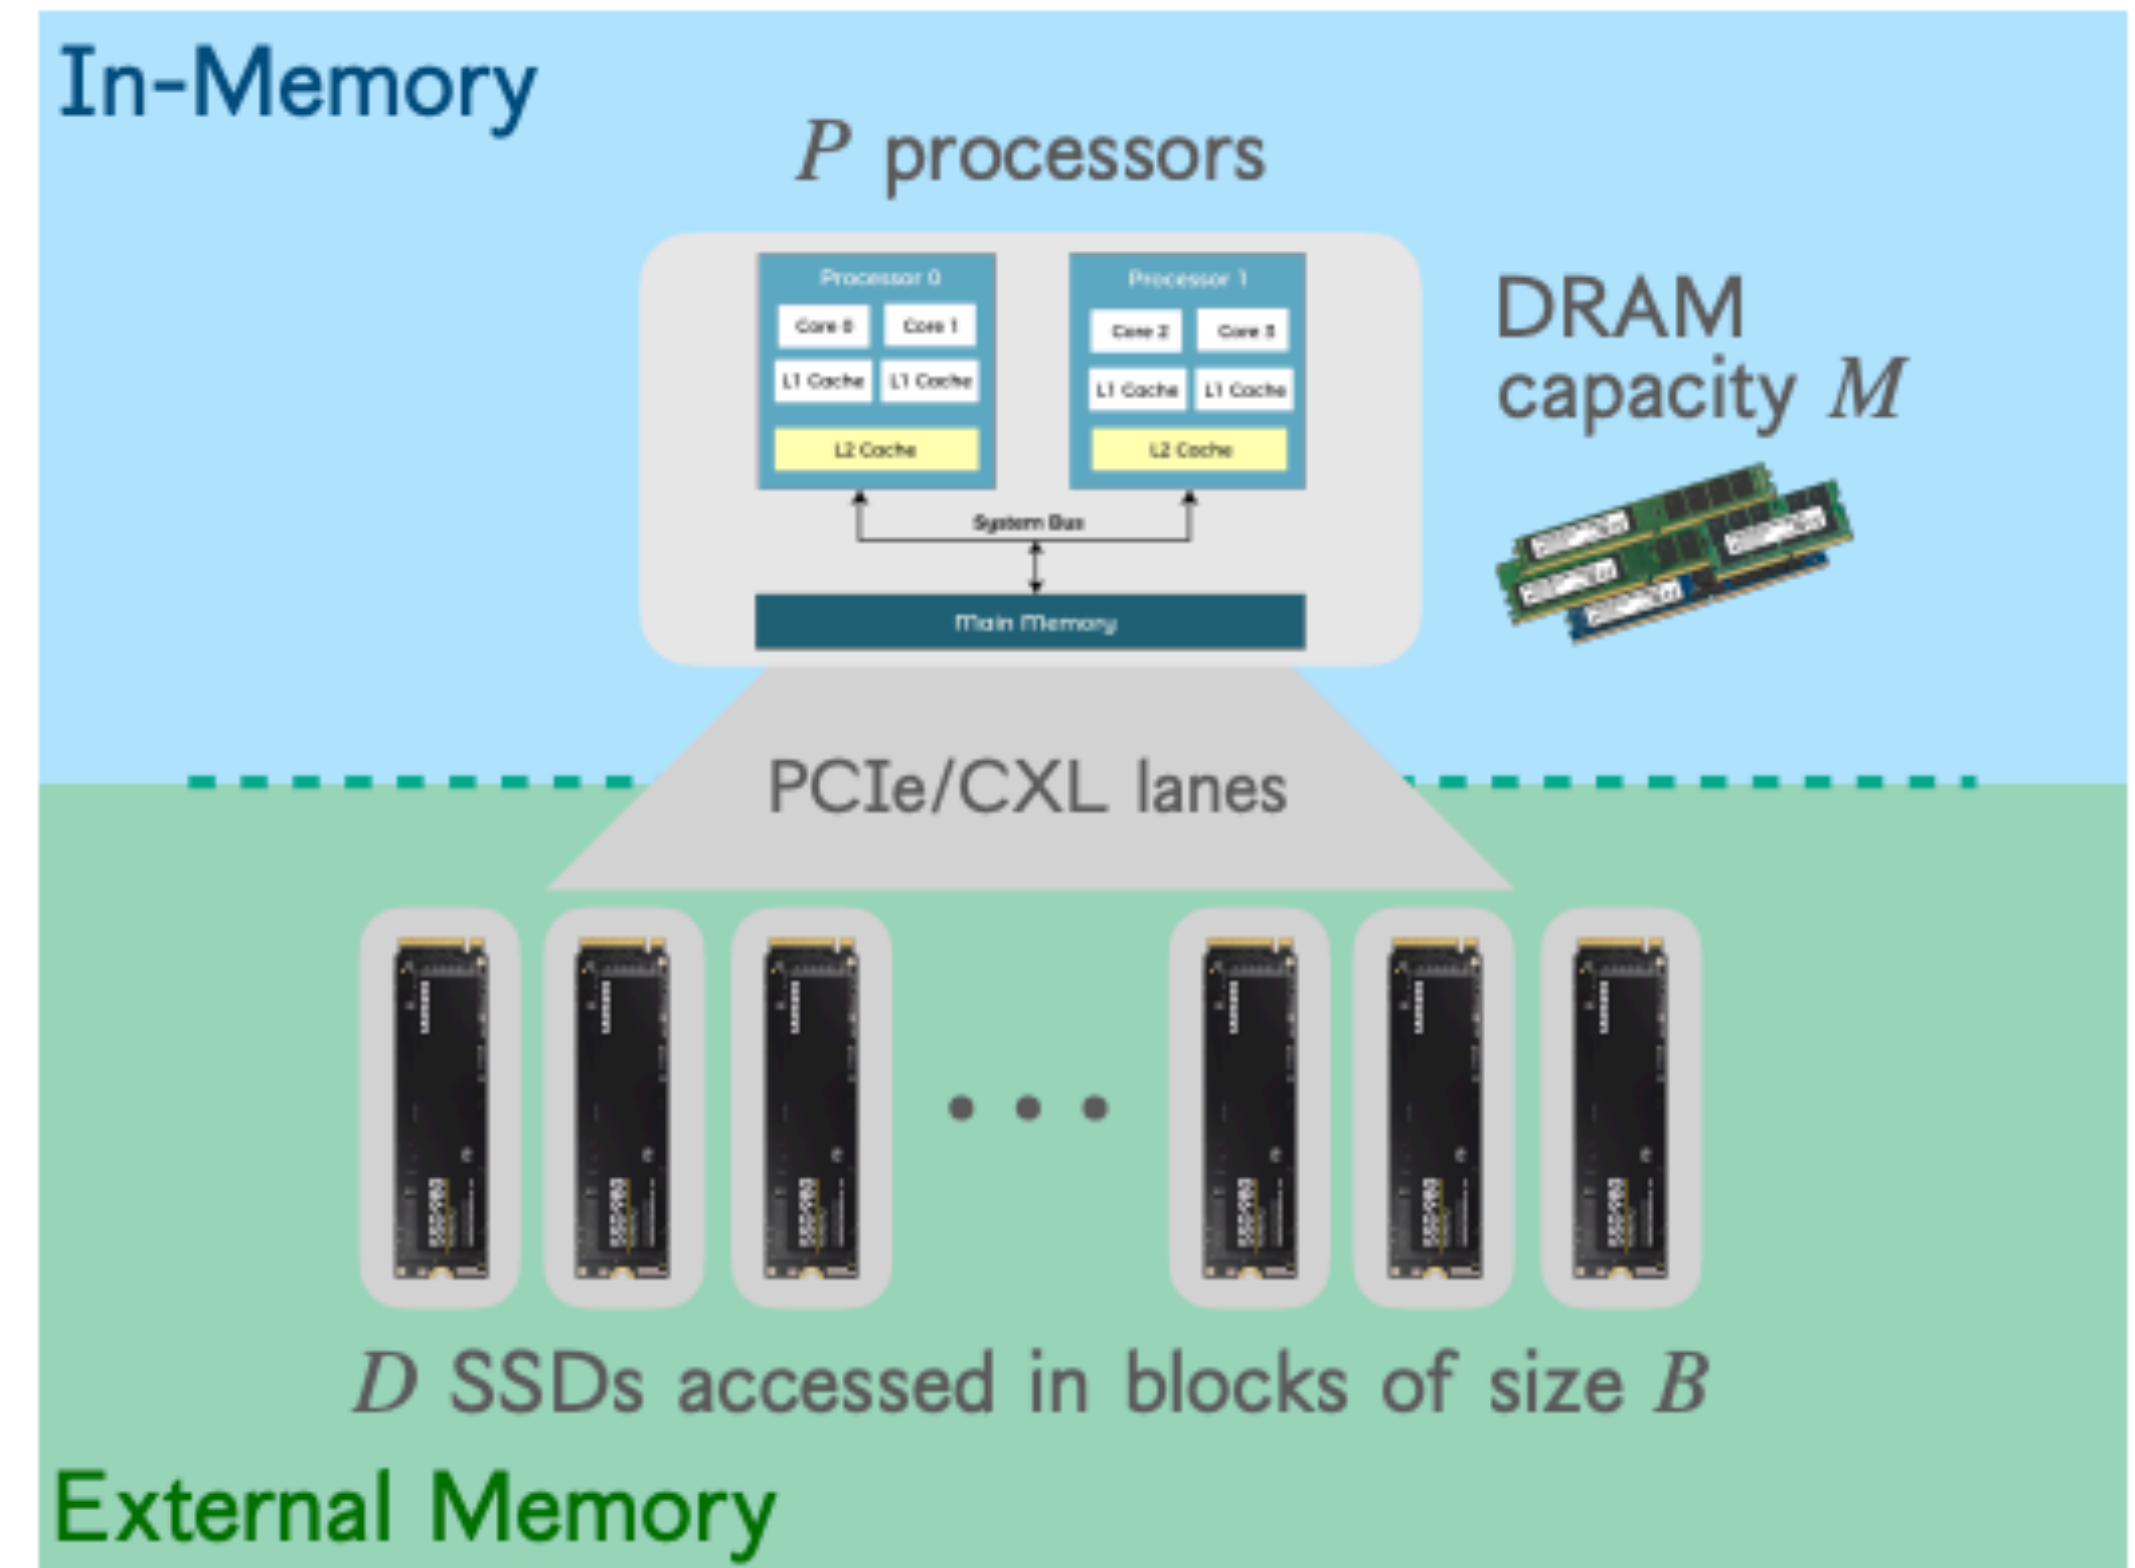 In-Memory
P processors
Processor 0
Processor 1
Core 0
Core 1
Core 2
Core 3
L1 Cache
L1 Cache
L1 Cache
L1 Cache
L2 Cache
L2 Cache
System Bus
Main Memory
DRAM
capacity M
PCIe/CXL lanes
D SSDs accessed in blocks of size B
External Memory